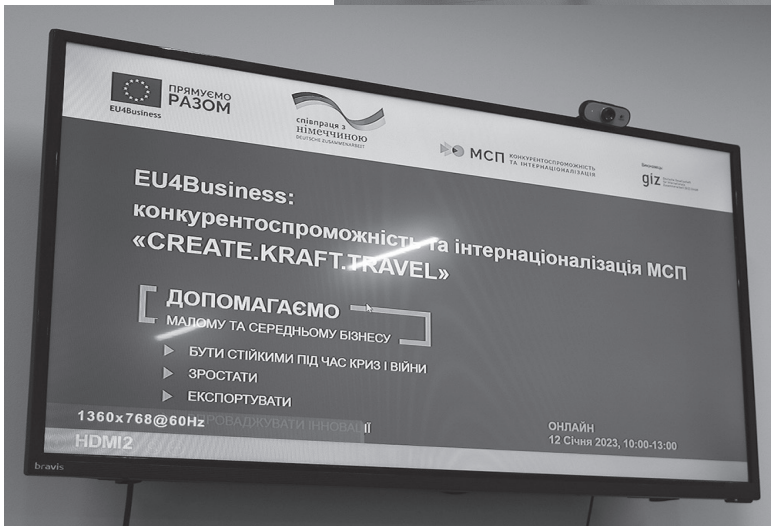 ПРЯМУЄМО
РАЗОМ
EU4Business
співпраця з
німеччиною
DEUTSCHE ZUSAMMENARBEIT
МСП
КОНКУРЕНТОСПРОМОЖНІСТЬ
ТА ІНТЕРНАЦІОНАЛІЗАЦІЯ
giz
EU4Business:
конкурентоспроможність та інтернаціоналізація МСП
«CREATE.KRAFT.TRAVEL»
ДОПОМАГАЄМО
МАЛОМУ ТА СЕРЕДНЬОМУ БІЗНЕСУ
БУТИ СТІЙКИМИ ПІД ЧАС КРИЗ І ВІЙНИ
ЗРОСТАТИ
ЕКСПОРТУВАТИ
ПРОВАДЖУВАТИ ІННОВАЦІЇ
1360x768@60Hz
HDMI2
ОНЛАЙН
12 Січня 2023, 10:00-13:00
bravis